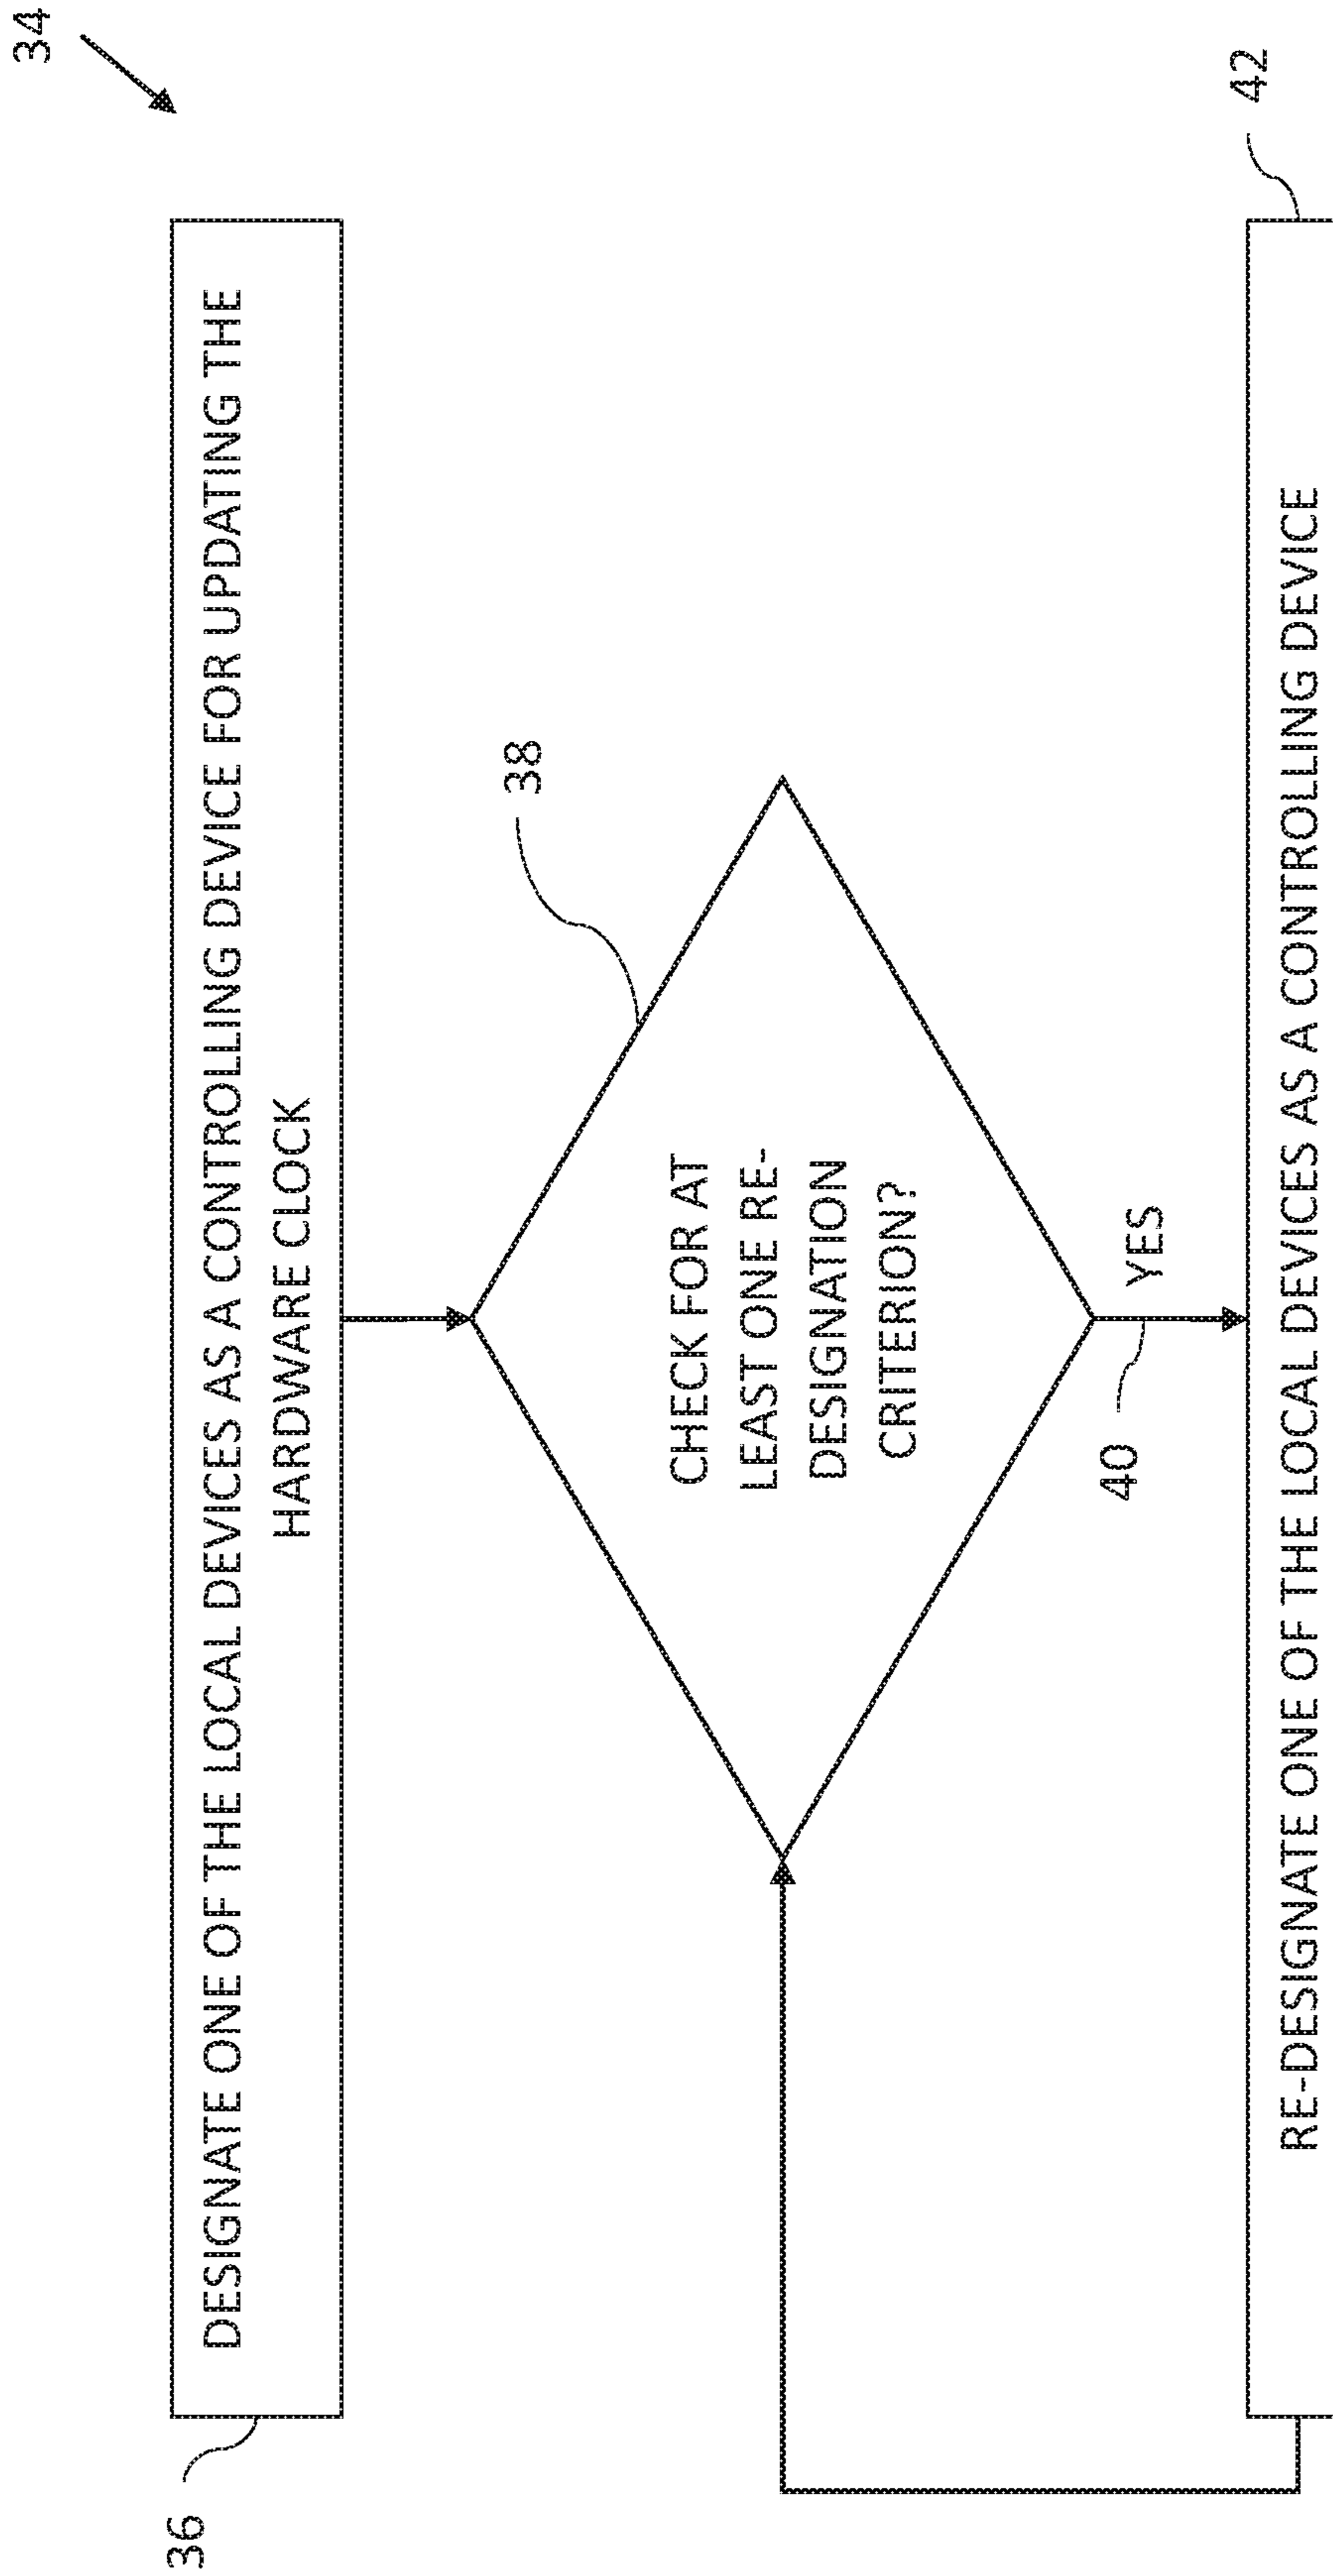 34
36
DESIGNATE ONE OF THE LOCAL DEVICES AS A CONTROLLING DEVICE FOR UPDATING THE
HARDWARE CLOCK
38
CHECK FOR AT
LEAST ONE RE-
DESIGNATION
CRITERION?
40
YES
42
RE-DESIGNATE ONE OF THE LOCAL DEVICES AS A CONTROLLING DEVICE